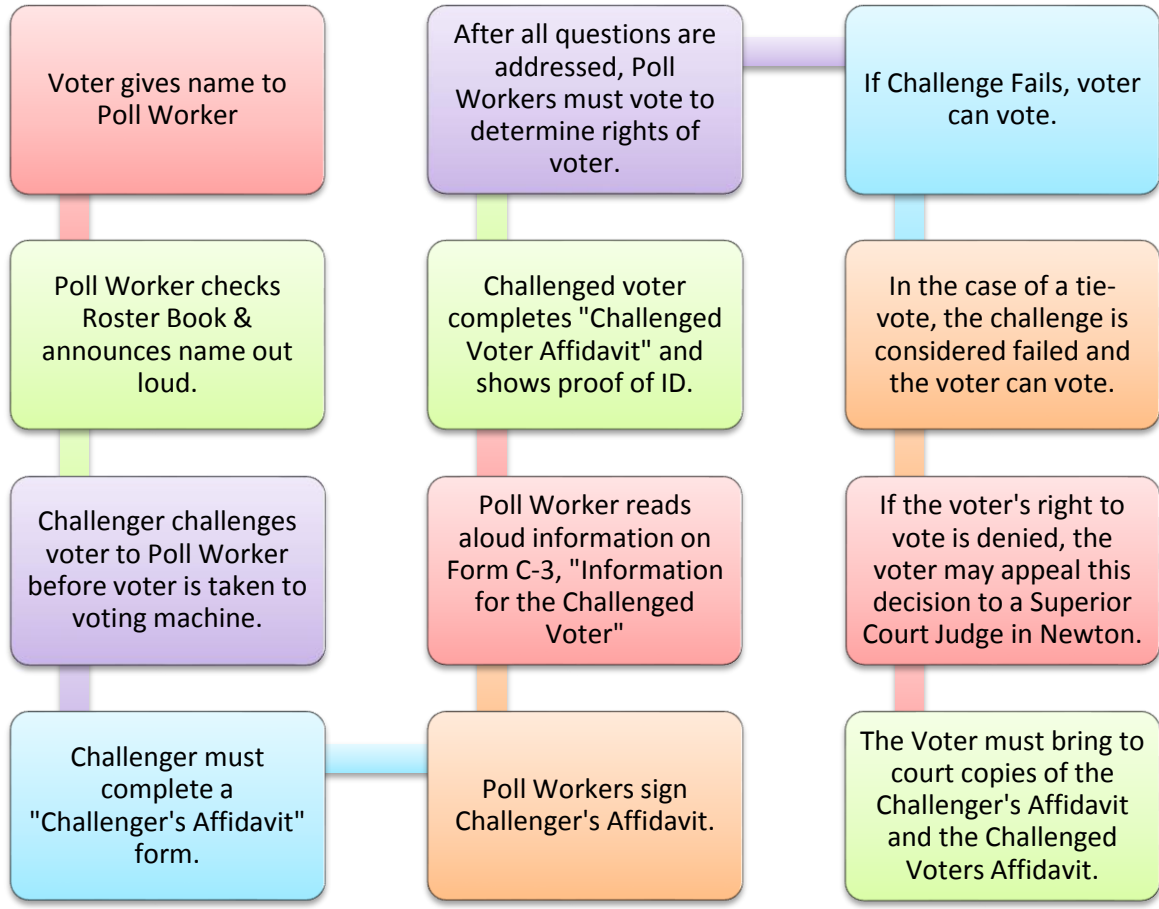 Voter gives name to
Poll Worker
Poll Worker checks
Roster Book &
announces name out
loud.
Challenger challenges
voter to Poll Worker
before voter is taken to
voting machine.
Challenger must
complete a
"Challenger's Affidavit"
form.
Poll Workers sign
Challenger's Affidavit.
Poll Worker reads
aloud information on
Form C-3, "Information
for the Challenged
Voter"
Challenged voter
completes "Challenged
Voter Affidavit" and
shows proof of ID.
After all questions are
addressed, Poll
Workers must vote to
determine rights of
voter.
If Challenge Fails, voter
can vote.
In the case of a tie-
vote, the challenge is
considered failed and
the voter can vote.
If the voter's right to
vote is denied, the
voter may appeal this
decision to a Superior
Court Judge in Newton.
The Voter must bring to
court copies of the
Challenger's Affidavit
and the Challenged
Voters Affidavit.